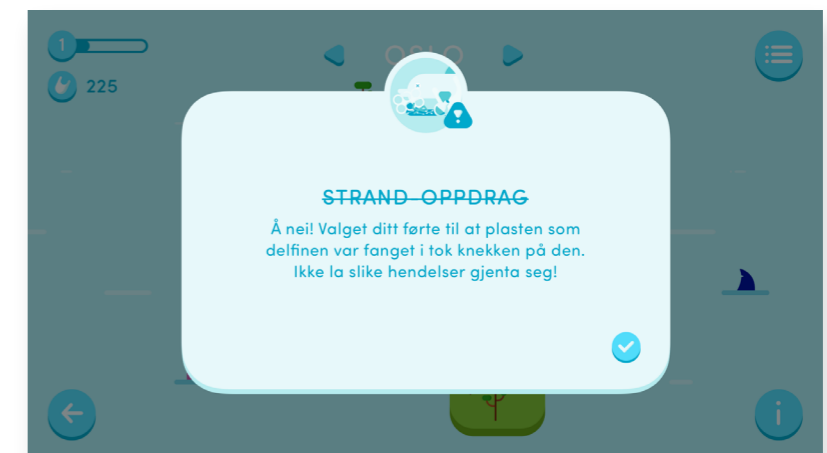 1
OSLO
225
STRAND-OPPDRAG
Å nei! Valget ditt førte til at plasten som
delfinen var fanget i tok knekken på den.
Ikke la slike hendelser gjenta seg!
i